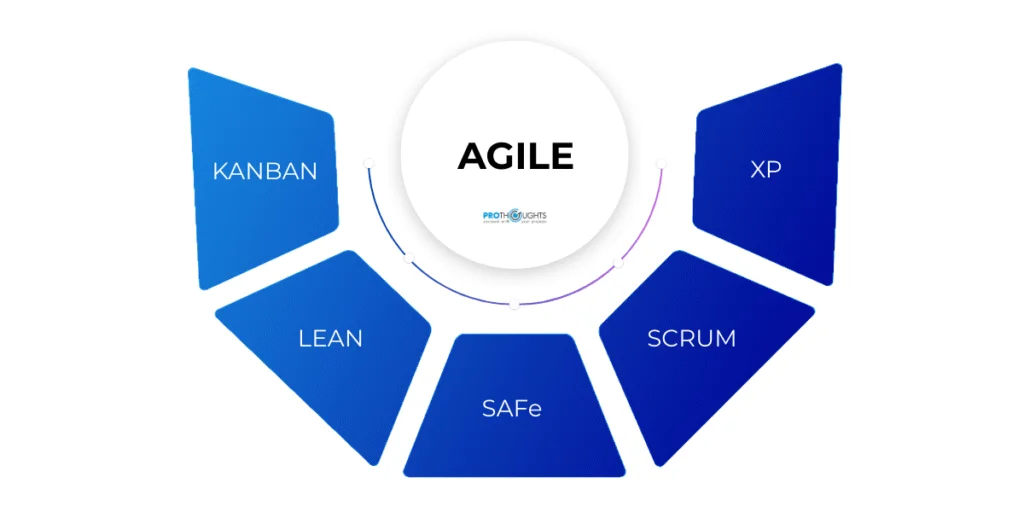 AGILE
PROTHOUGHTS
KANBAN
LEAN
SAFe
SCRUM
XP